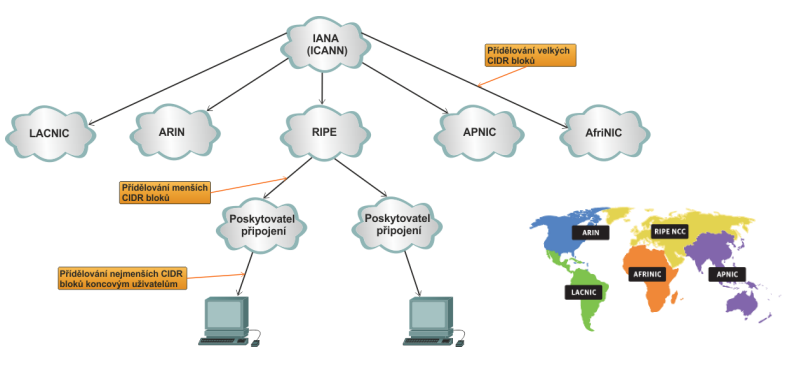 IANA
(ICANN)
Přidělování velkých
CIDR bloků
LACNIC
ARIN
RIPE
APNIC
AfriNIC
Přidělování menších
CIDR bloků
Poskytovatel
připojení
Poskytovatel
připojení
Přidělování nejmenších CIDR
bloků koncovým uživatelům
ARIN
RIPE NCC
AFRINIC
APNIC
LACNIC